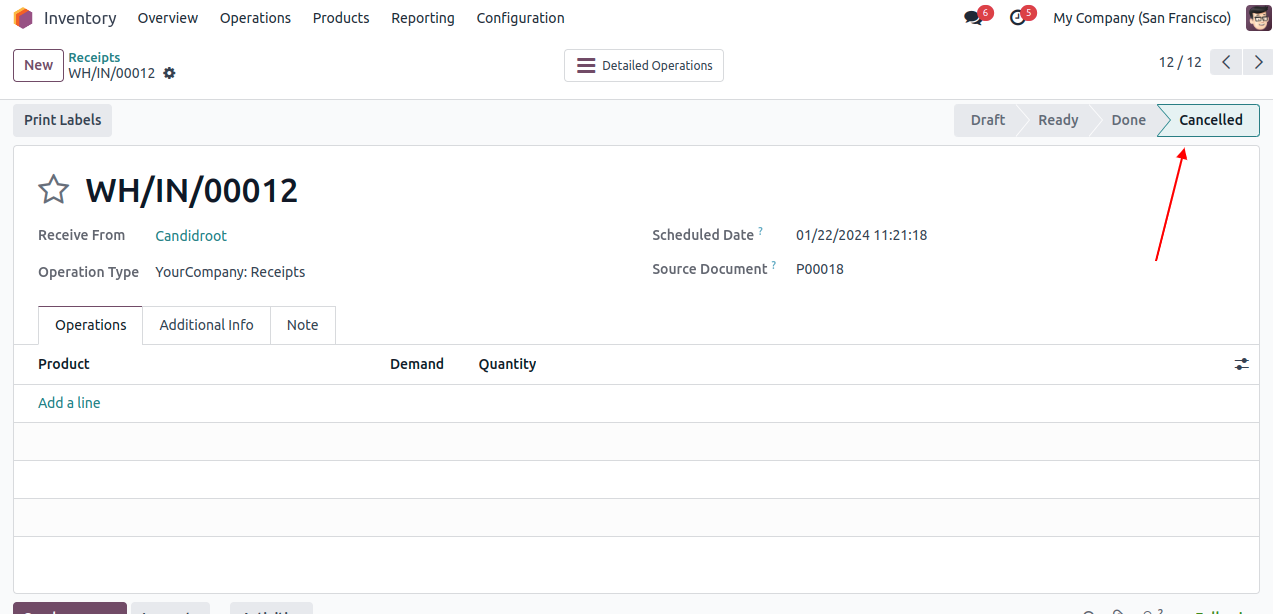 Inventory Overview Operations Products Reporting Configuration 6 5 My Company (San Francisco)
New Receipts WH/IN/00012 Detailed Operations 12 / 12
Print Labels Draft Ready Done Cancelled
WH/IN/00012
Receive From Candidroot Scheduled Date ? 01/22/2024 11:21:18
Operation Type YourCompany: Receipts Source Document ? P00018
Operations Additional Info Note
Product Demand Quantity
Add a line